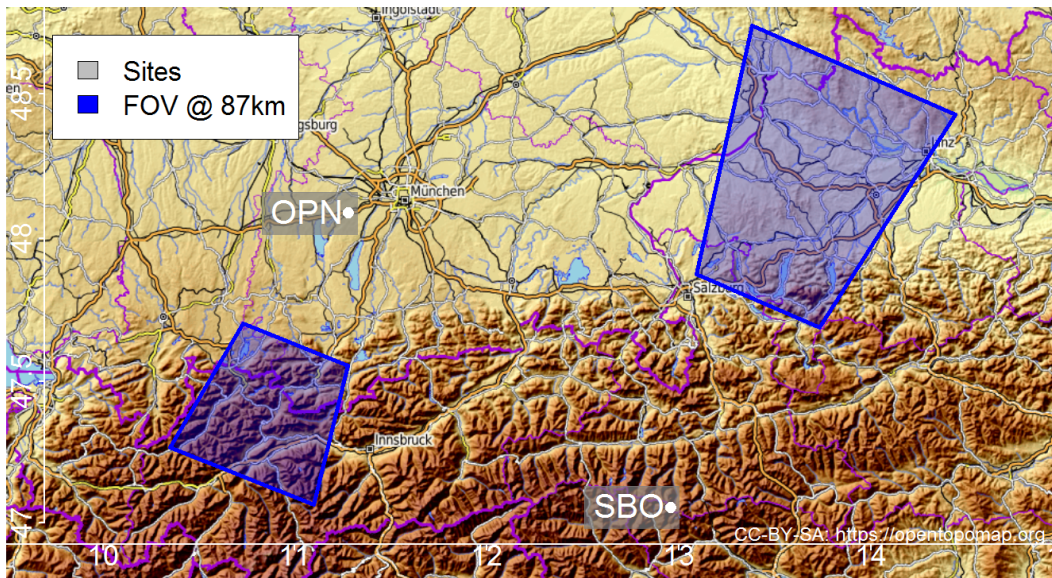 Ingolstadt
Sites
FOV @ 87km
gsburg
Linz
München
OPN
Salzburg
Innsbruck
SBO
CC-BY-SA: https://opentopomap.org
48.5
48
47.5
47
10
11
12
13
14